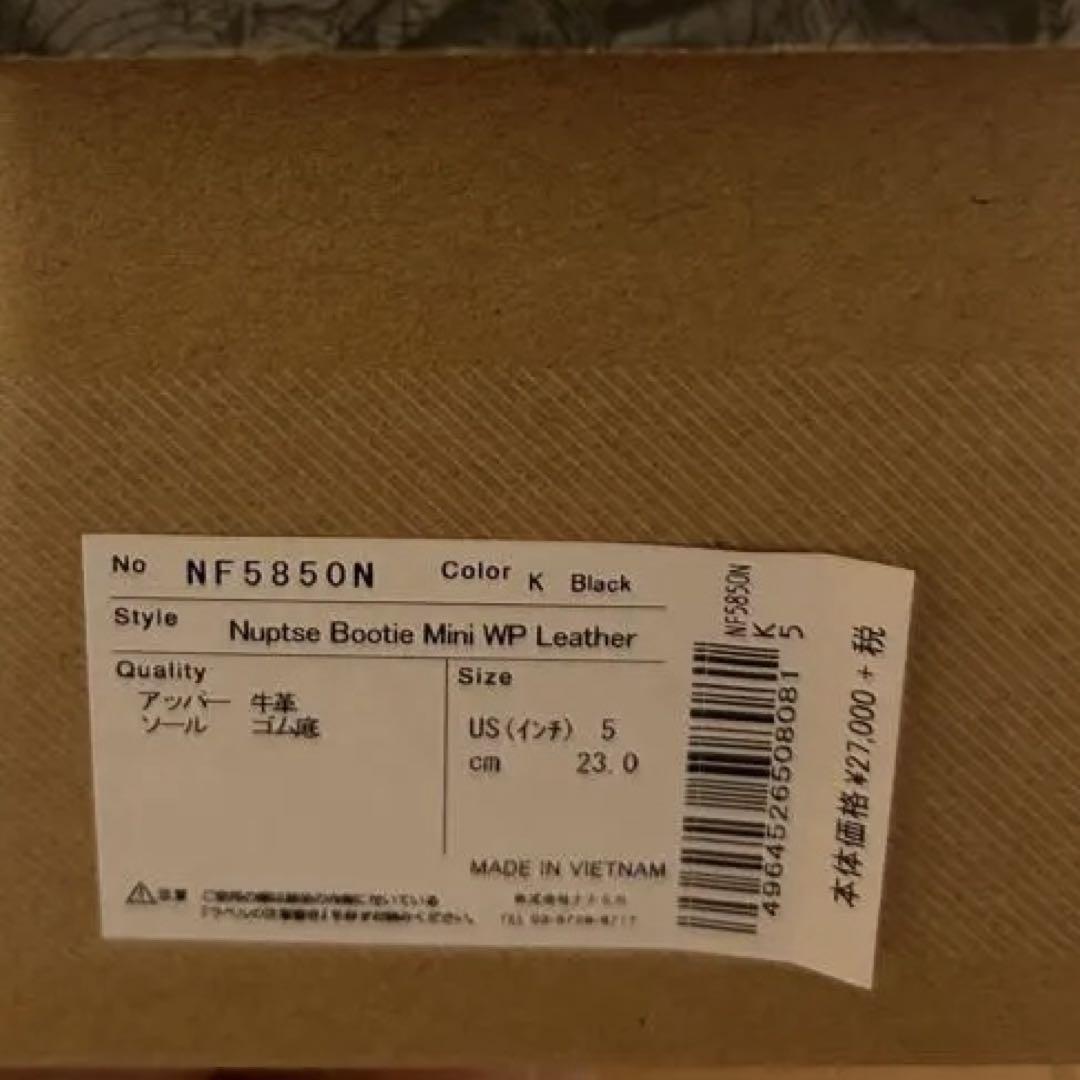 No NF5850N Color K Black
Style Nuptse Bootie Mini WP Leather
Quality
アッパー 牛革
ソール ゴム底
Size
US(インチ) 5
cm 23.0
MADE IN VIETNAM
NF5850N
K
5
4964526508081
本体価格 ¥27,000 + 税